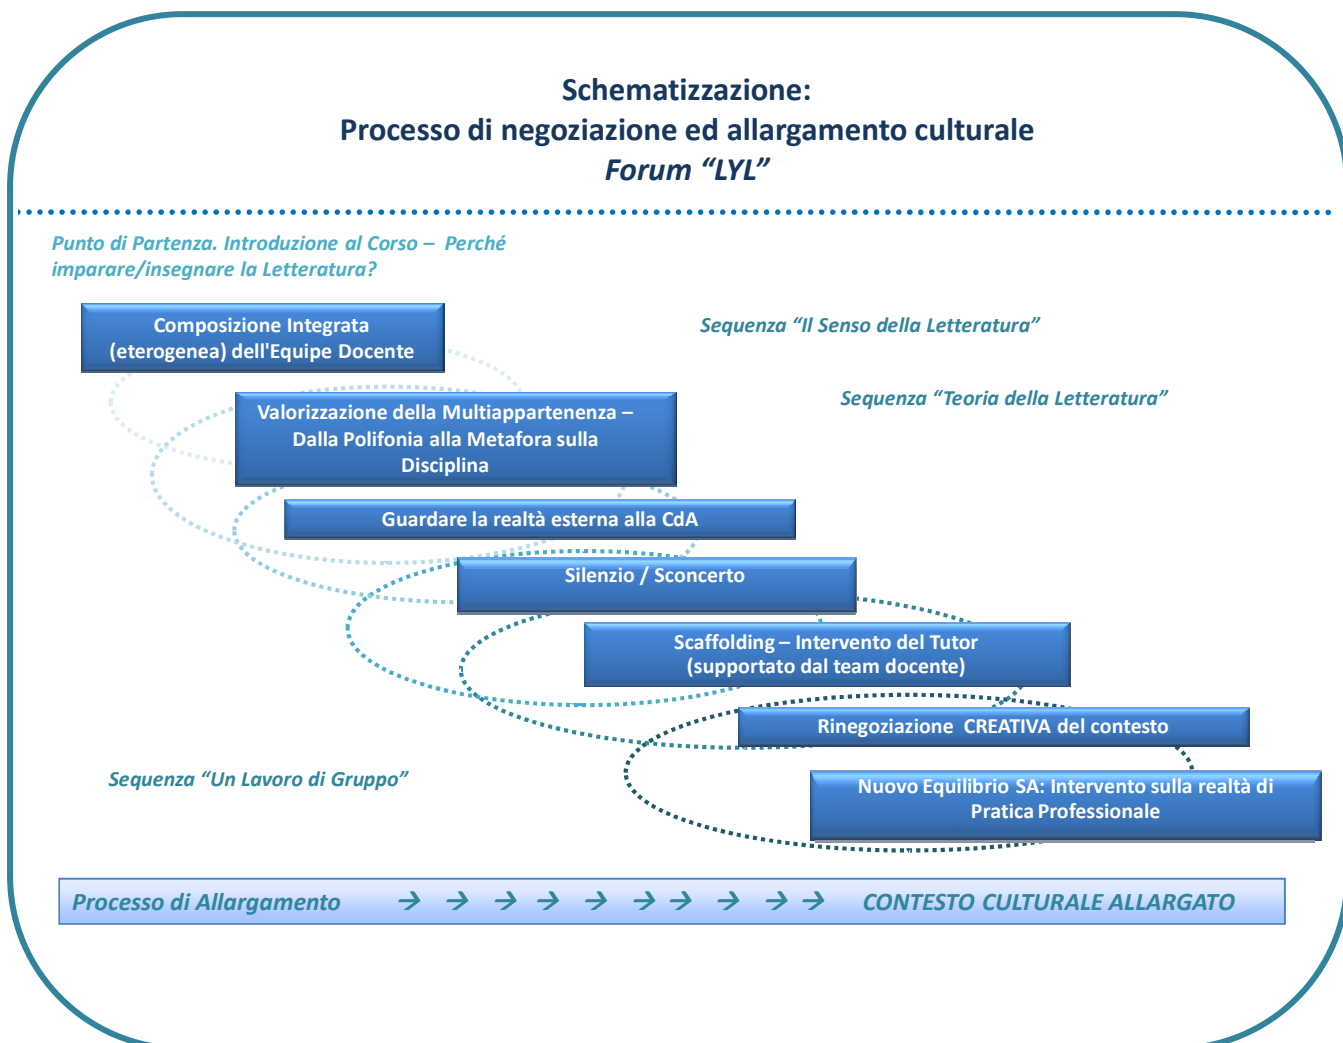 Schematizzazione:
Processo di negoziazione ed allargamento culturale
Forum “LYL”
Punto di Partenza. Introduzione al Corso – Perché
imparare/insegnare la Letteratura?
Composizione Integrata
(eterogenea) dell'Equipe Docente
Sequenza “Il Senso della Letteratura”
Sequenza “Teoria della Letteratura”
Valorizzazione della Multiappartenenza –
Dalla Polifonia alla Metafora sulla
Disciplina
Guardare la realtà esterna alla CdA
Silenzio / Sconcerto
Scaffolding – Intervento del Tutor
(supportato dal team docente)
Rinegoziazione CREATIVA del contesto
Sequenza “Un Lavoro di Gruppo”
Nuovo Equilibrio SA: Intervento sulla realtà di
Pratica Professionale
Processo di Allargamento → → → → → → → → → → CONTESTO CULTURALE ALLARGATO